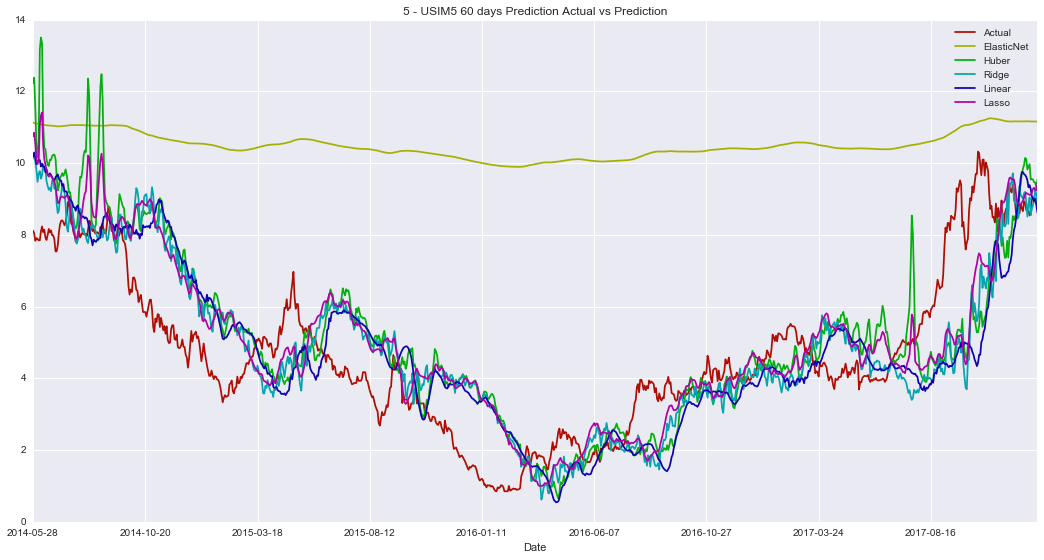 5 - USIM5 60 days Prediction Actual vs Prediction
14
12
10
8
6
4
2
0
Actual
ElasticNet
Huber
Ridge
Linear
Lasso
2014-05-28 2014-10-20 2015-03-18 2015-08-12 2016-01-11 2016-06-07 2016-10-27 2017-03-24 2017-08-16
Date